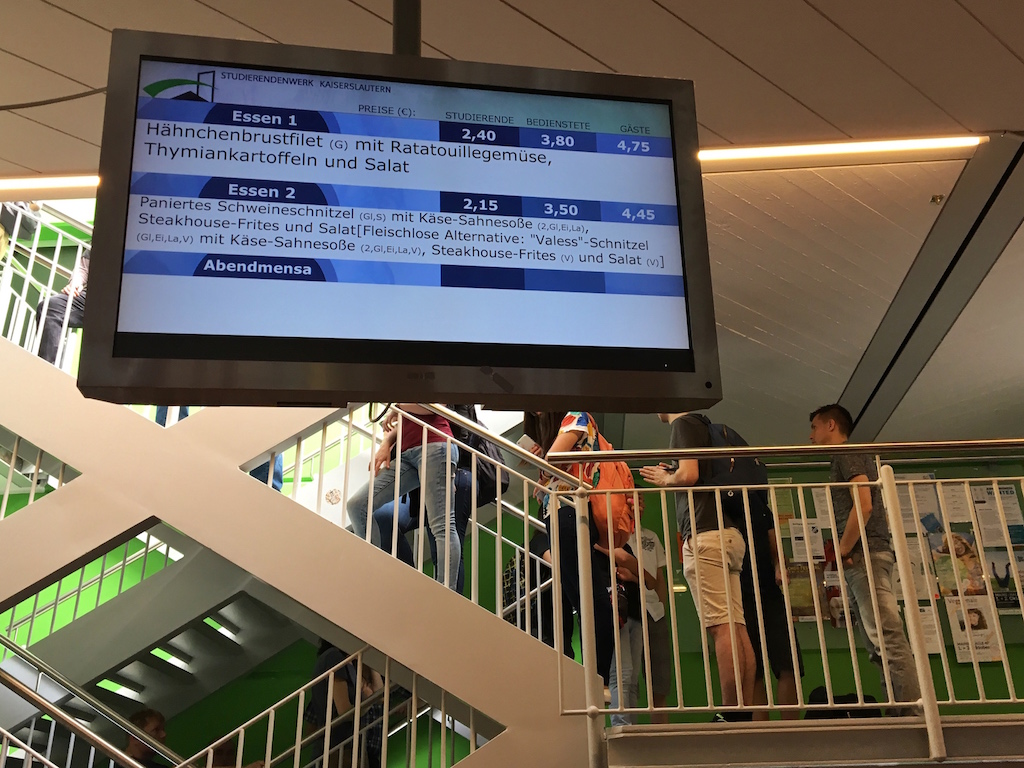 STUDIERENDENWERK KAISERSLAUTERN
PREISE (€): STUDIERENDE BEDIENSTETE GÄSTE
Essen 1 2,40 3,80 4,75
Hähnchenbrustfilet (G) mit Ratatouillegemüse,
Thymiankartoffeln und Salat
Essen 2 2,15 3,50 4,45
Paniertes Schweineschnitzel (Gl,S) mit Käse-Sahnesoße (2,Gl,Ei,La),
Steakhouse-Frites und Salat[Fleischlose Alternative: "Valess"-Schnitzel
(Gl,Ei,La,V) mit Käse-Sahnesoße (2,Gl,Ei,La,V), Steakhouse-Frites (V) und Salat (V)]
Abendmensa